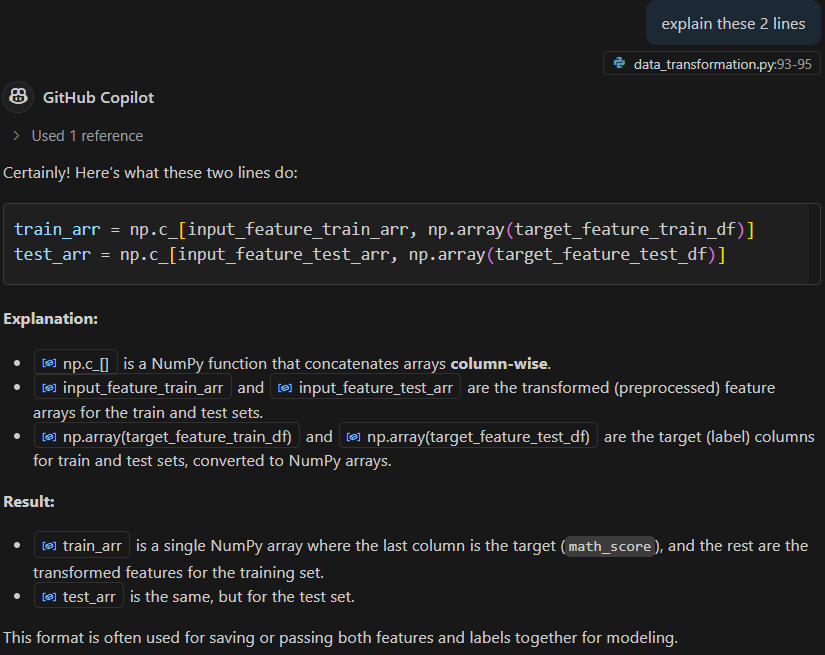 explain these 2 lines
data_transformation.py:93-95
GitHub Copilot
Used 1 reference
Certainly! Here's what these two lines do:
train_arr = np.c_[input_feature_train_arr, np.array(target_feature_train_df)]
test_arr = np.c_[input_feature_test_arr, np.array(target_feature_test_df)]
Explanation:
• np.c_[] is a NumPy function that concatenates arrays column-wise.
• input_feature_train_arr and input_feature_test_arr are the transformed (preprocessed) feature
arrays for the train and test sets.
• np.array(target_feature_train_df) and np.array(target_feature_test_df) are the target (label) columns
for train and test sets, converted to NumPy arrays.
Result:
• train_arr is a single NumPy array where the last column is the target (math_score), and the rest are the
transformed features for the training set.
• test_arr is the same, but for the test set.
This format is often used for saving or passing both features and labels together for modeling.